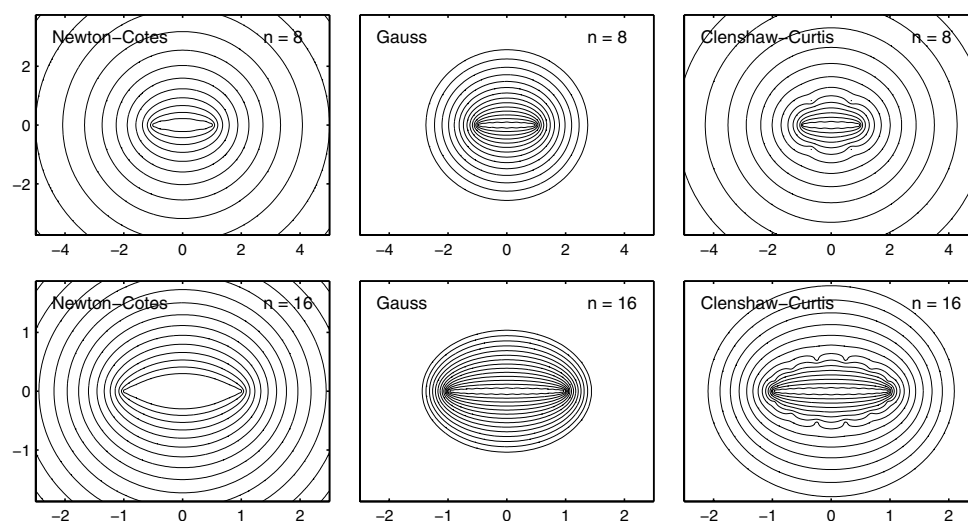 Newton−Cotes n = 8
Gauss n = 8
Clenshaw−Curtis n = 8
2
0
−2
−4 −2 0 2 4
−4 −2 0 2 4
−4 −2 0 2 4
Newton−Cotes n = 16
Gauss n = 16
Clenshaw−Curtis n = 16
1
0
−1
−2 −1 0 1 2
−2 −1 0 1 2
−2 −1 0 1 2